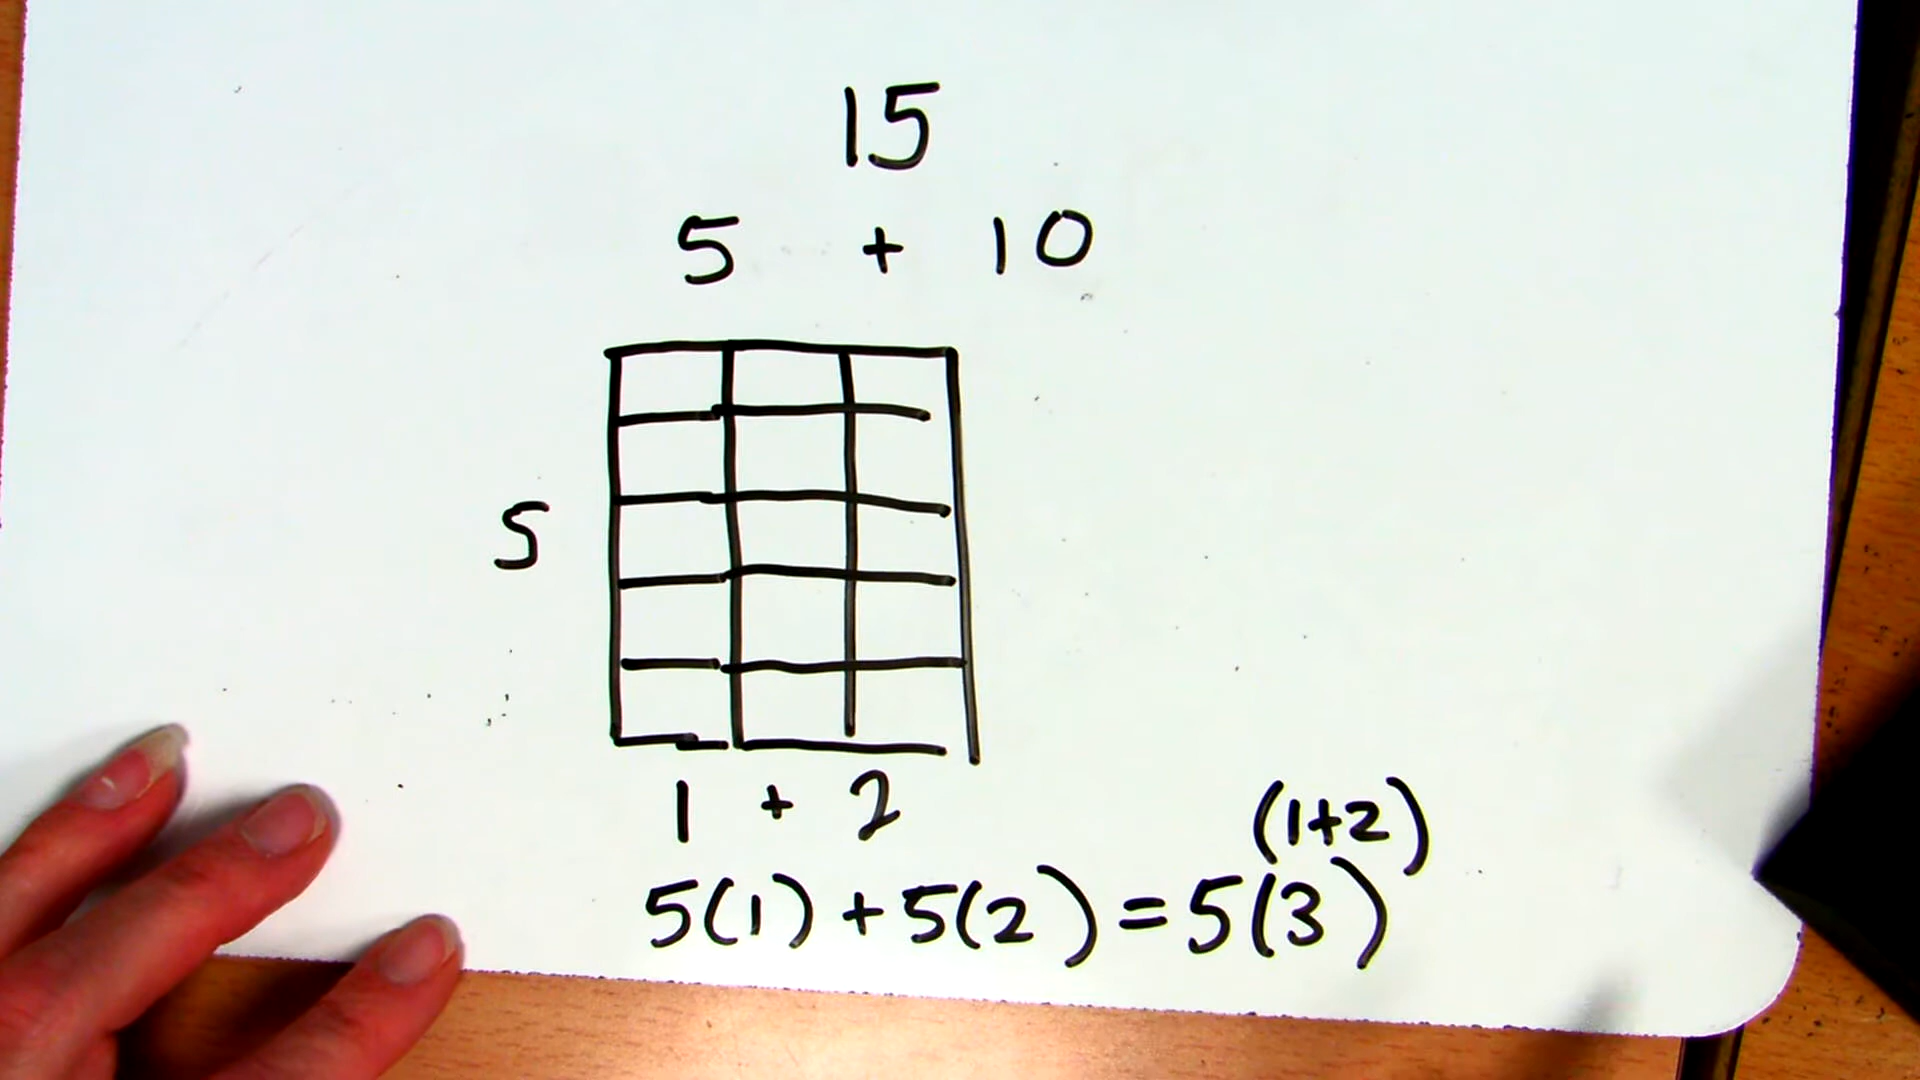 15
5 + 10
5
1 + 2
(1+2)
5(1)+5(2)=5(3)